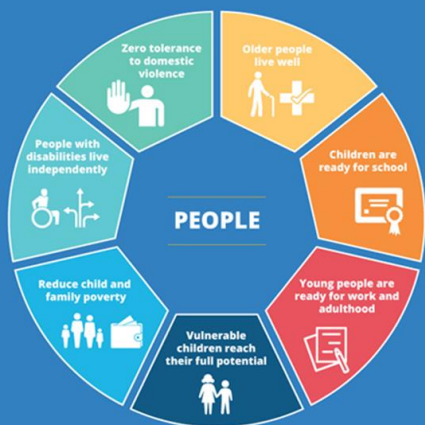 Zero tolerance
to domestic
violence
Older people
live well
Children are
ready for school
Young people are
ready for work and
adulthood
Vulnerable
children reach
their full potential
Reduce child and
family poverty
People with
disabilities live
independently
PEOPLE